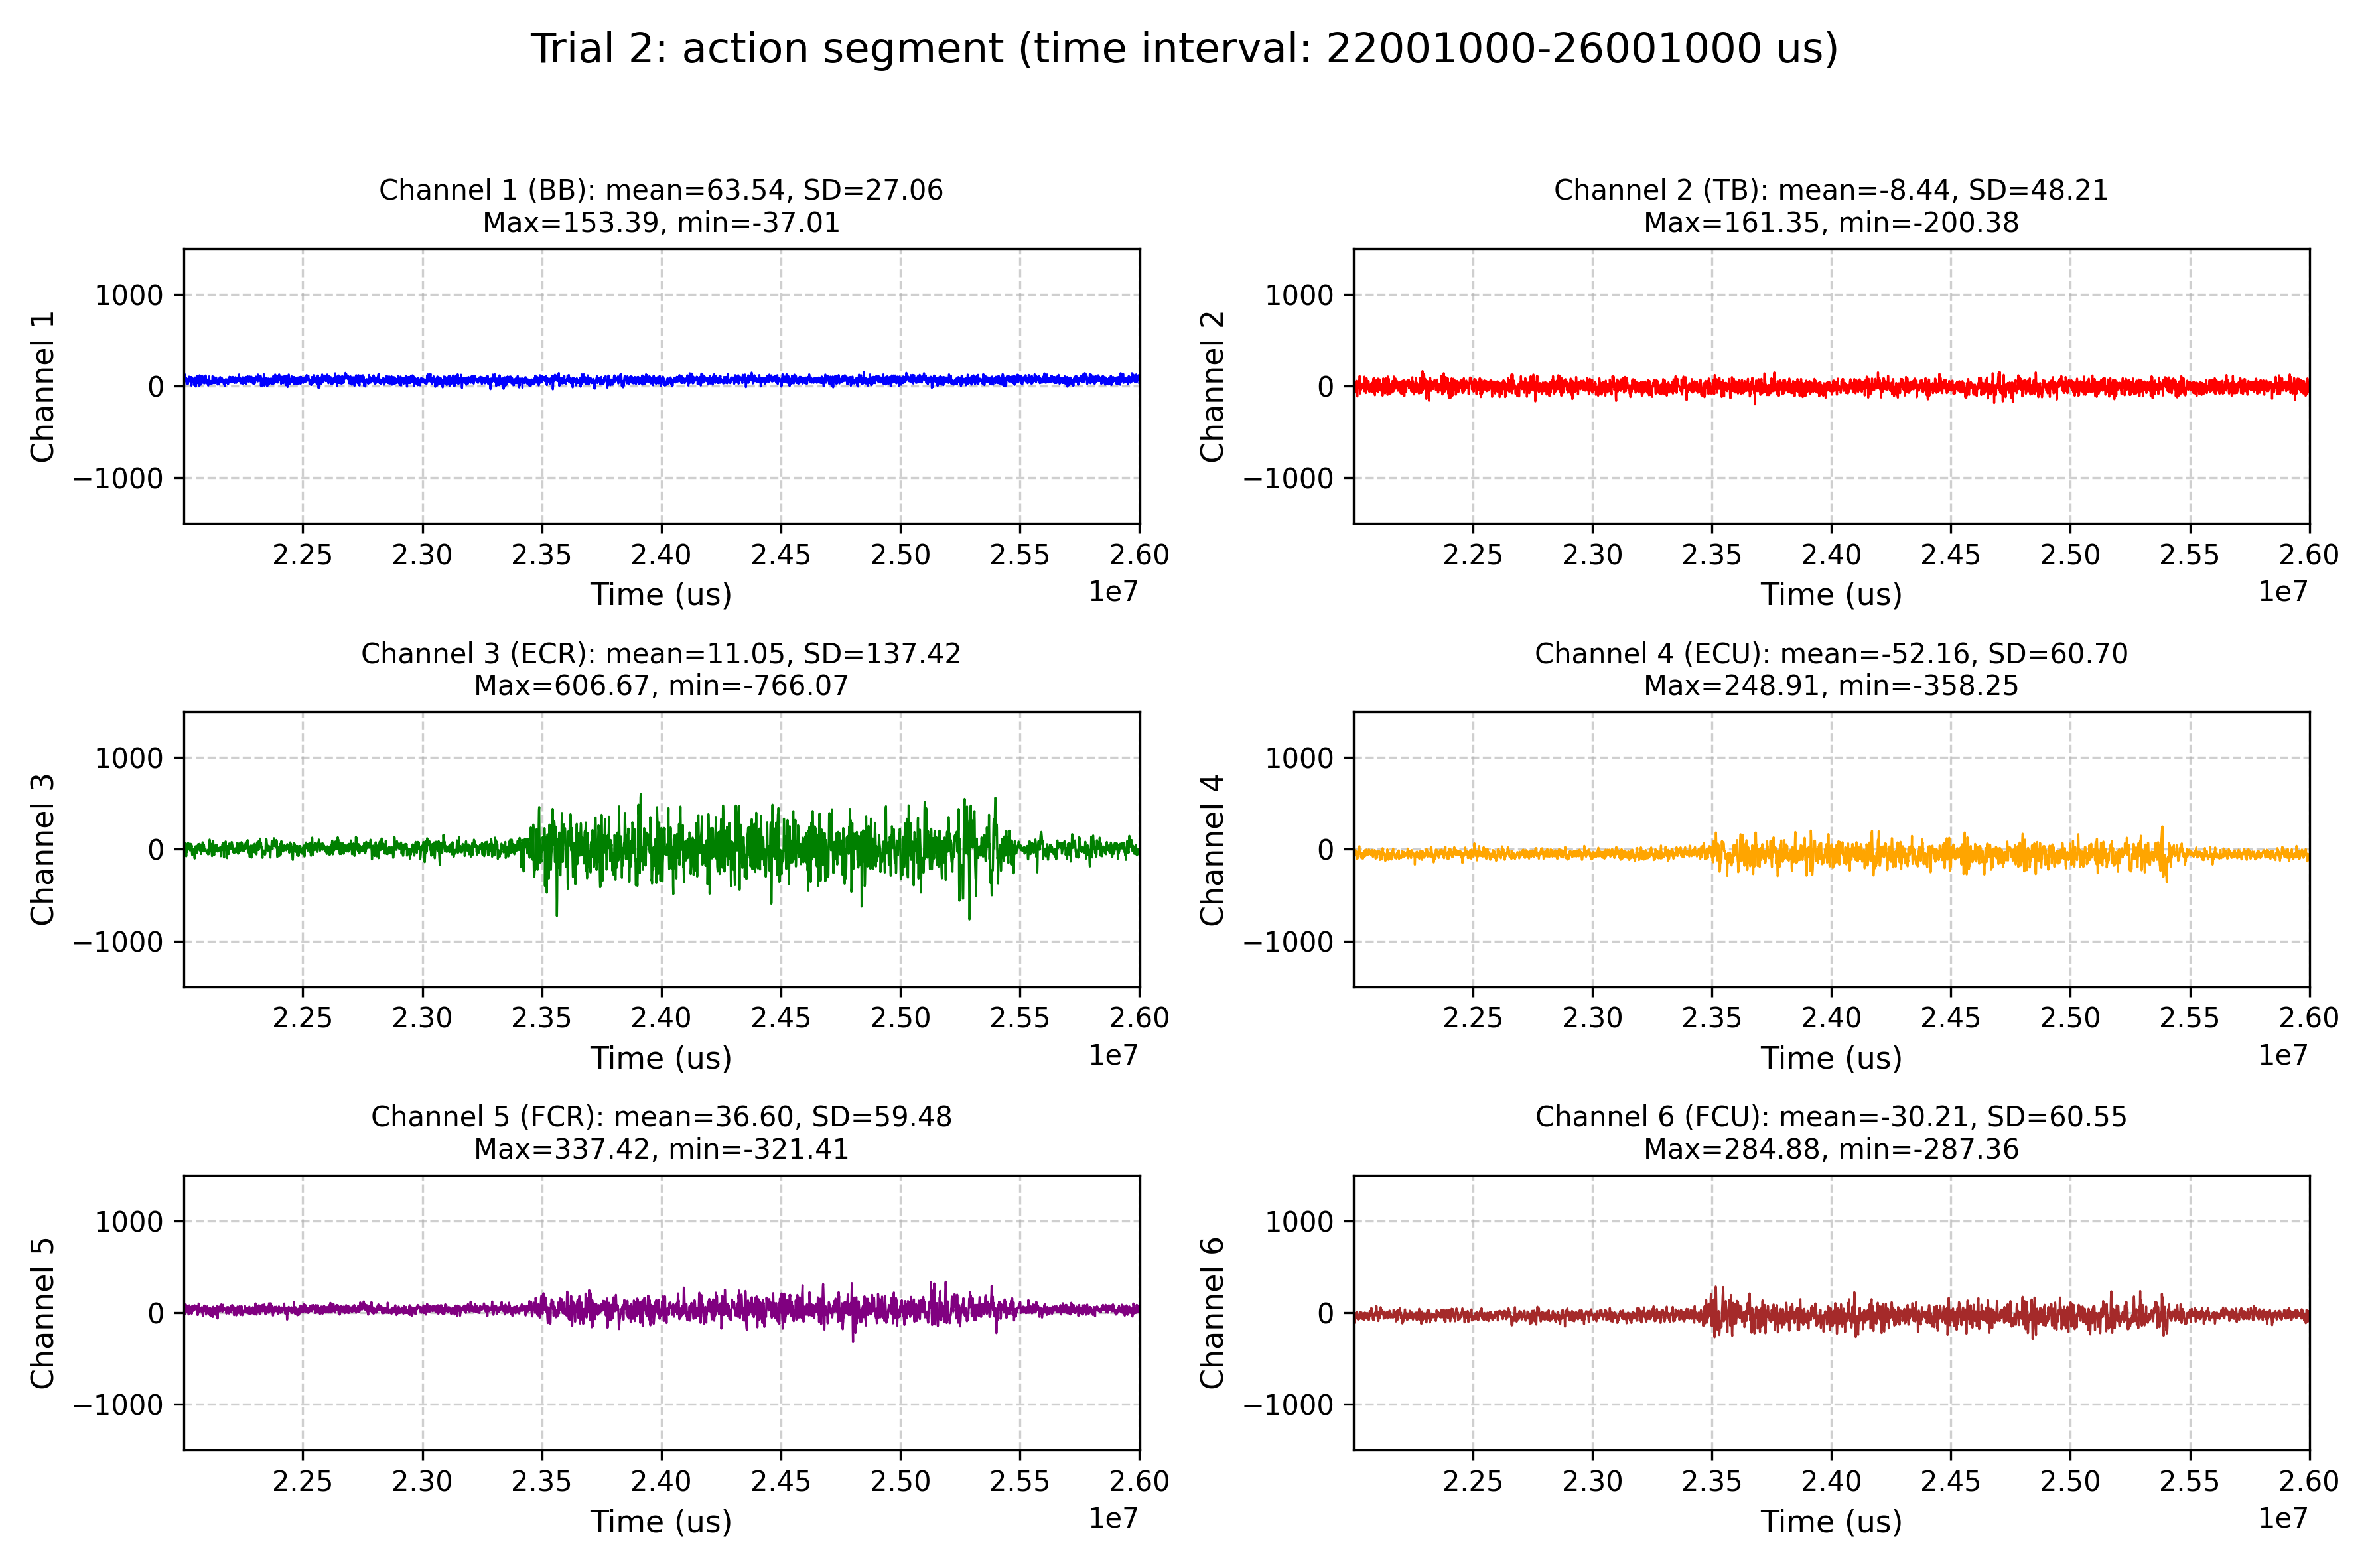 Trial 2: action segment (time interval: 22001000-26001000 us)
Channel 1 (BB): mean=63.54, SD=27.06
Max=153.39, min=-37.01
Channel 1
1000
0
−1000
2.25 2.30 2.35 2.40 2.45 2.50 2.55 2.60
Time (us)
1e7
Channel 2 (TB): mean=-8.44, SD=48.21
Max=161.35, min=-200.38
Channel 2
1000
0
−1000
2.25 2.30 2.35 2.40 2.45 2.50 2.55 2.60
Time (us)
1e7
Channel 3 (ECR): mean=11.05, SD=137.42
Max=606.67, min=-766.07
Channel 3
1000
0
−1000
2.25 2.30 2.35 2.40 2.45 2.50 2.55 2.60
Time (us)
1e7
Channel 4 (ECU): mean=-52.16, SD=60.70
Max=248.91, min=-358.25
Channel 4
1000
0
−1000
2.25 2.30 2.35 2.40 2.45 2.50 2.55 2.60
Time (us)
1e7
Channel 5 (FCR): mean=36.60, SD=59.48
Max=337.42, min=-321.41
Channel 5
1000
0
−1000
2.25 2.30 2.35 2.40 2.45 2.50 2.55 2.60
Time (us)
1e7
Channel 6 (FCU): mean=-30.21, SD=60.55
Max=284.88, min=-287.36
Channel 6
1000
0
−1000
2.25 2.30 2.35 2.40 2.45 2.50 2.55 2.60
Time (us)
1e7